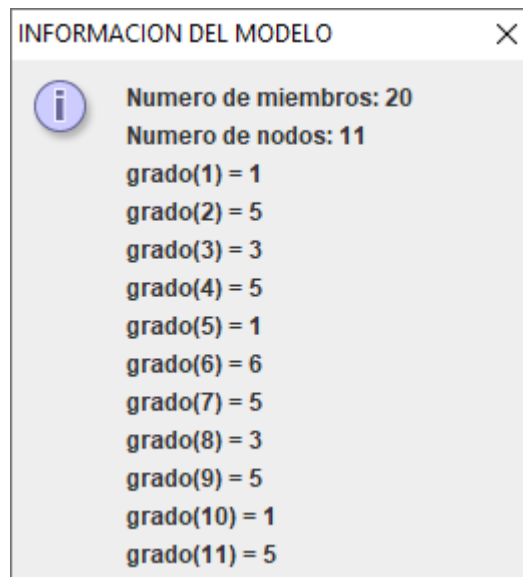 INFORMACION DEL MODELO
Numero de miembros: 20
Numero de nodos: 11
grado(1) = 1
grado(2) = 5
grado(3) = 3
grado(4) = 5
grado(5) = 1
grado(6) = 6
grado(7) = 5
grado(8) = 3
grado(9) = 5
grado(10) = 1
grado(11) = 5